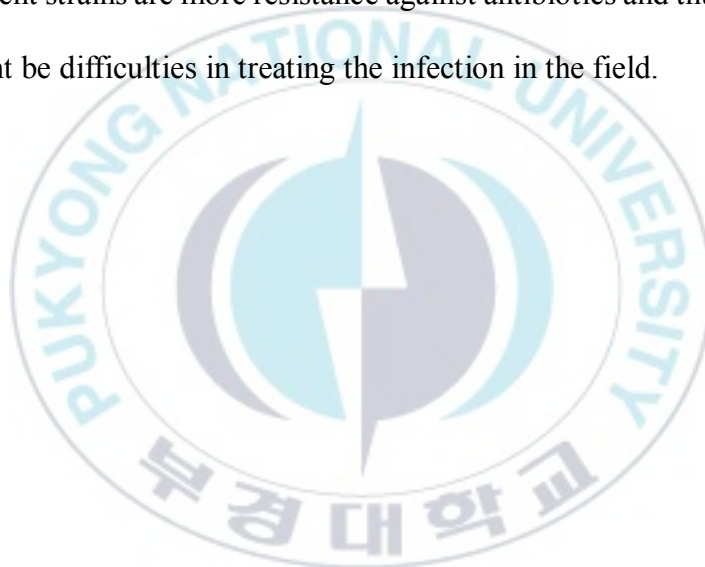 ent strains are more resistance against antibiotics and
nt be difficulties in treating the infection in the field.
PUKYONG NATIONAL UNIVERSITY
부경대학교